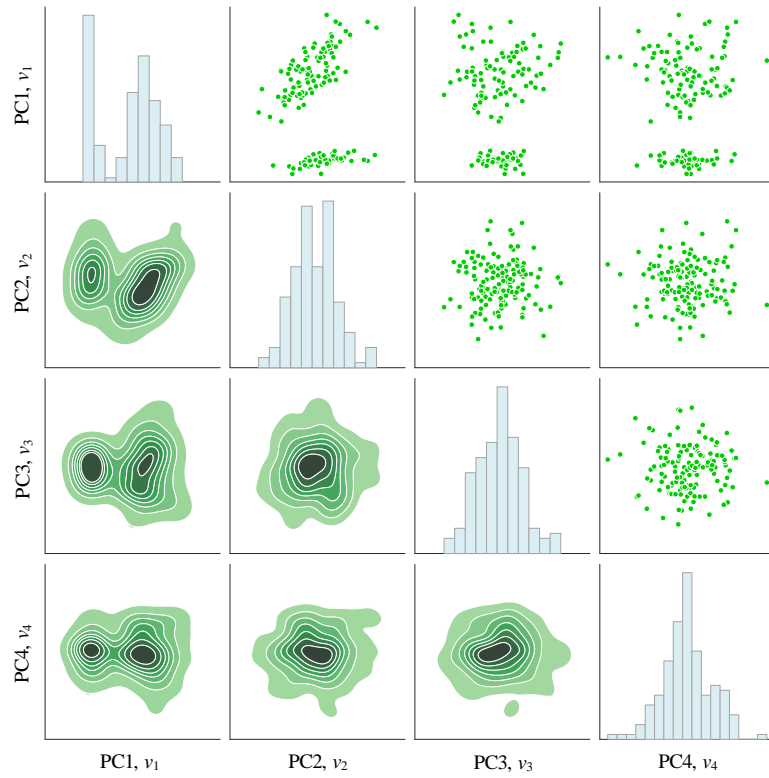 PC1, v₁
PC2, v₂
PC3, v₃
PC4, v₄
PC1, v₁
PC2, v₂
PC3, v₃
PC4, v₄